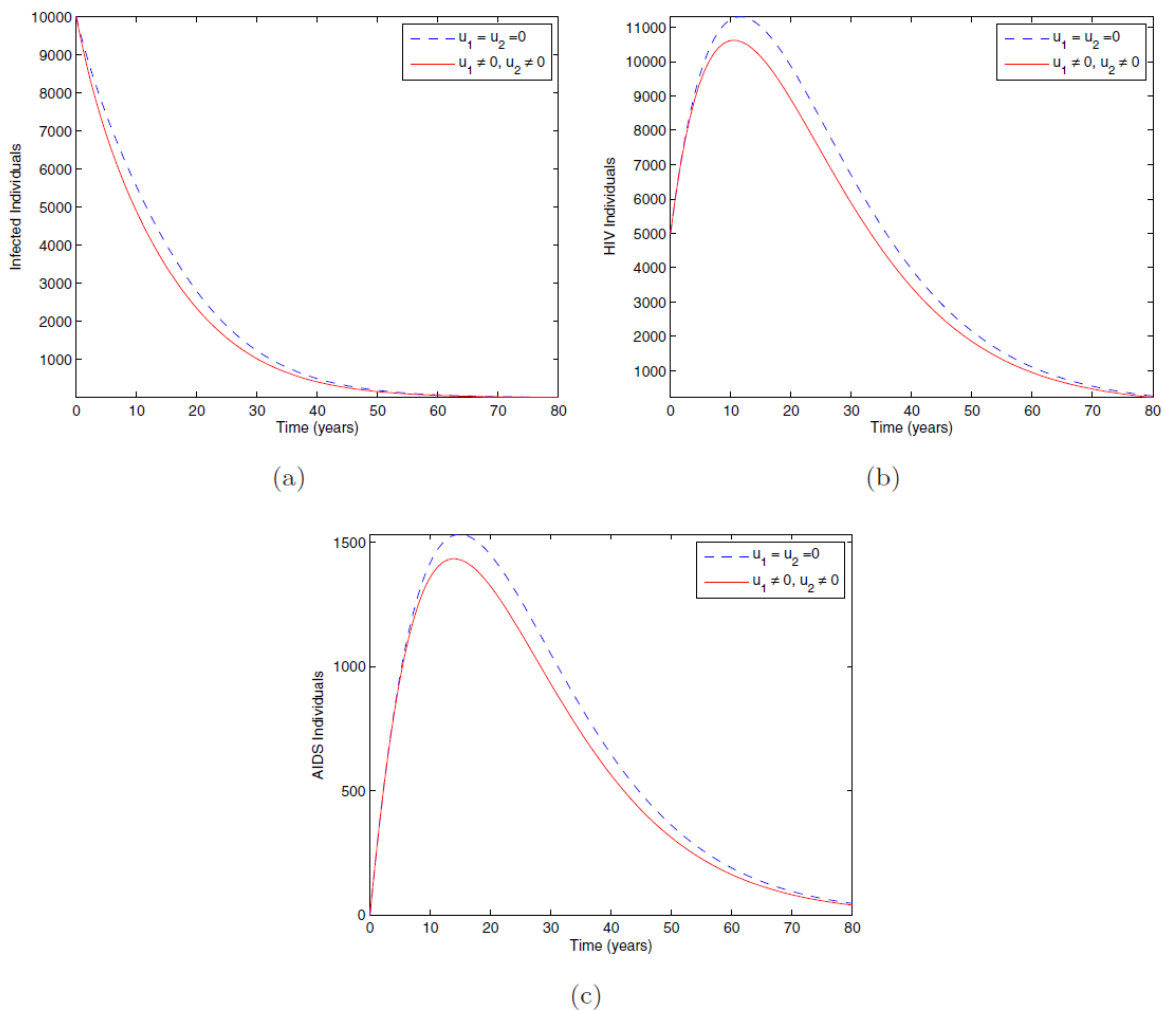 10000
9000
8000
7000
6000
5000
4000
3000
2000
1000
0 10 20 30 40 50 60 70 80
Infected Individuals
Time (years)
u1 = u2 =0
u1 ≠ 0, u2 ≠ 0
(a)
11000
10000
9000
8000
7000
6000
5000
4000
3000
2000
1000
0 10 20 30 40 50 60 70 80
HIV Individuals
Time (years)
u1 = u2 =0
u1 ≠ 0, u2 ≠ 0
(b)
1500
1000
500
0
0 10 20 30 40 50 60 70 80
AIDS Individuals
Time (years)
u1 = u2 =0
u1 ≠ 0, u2 ≠ 0
(c)